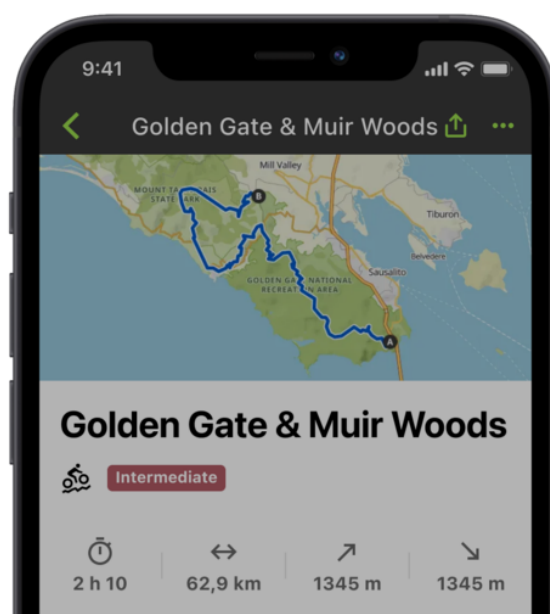 9:41
Golden Gate & Muir Woods
Mill Valley
MOUNT TAMALPAIS
STATE PARK
B
Tiburon
Belvedere
Sausalito
GOLDEN GATE NATIONAL
RECREATION AREA
A
Golden Gate & Muir Woods
Intermediate
2 h 10
62,9 km
1345 m
1345 m